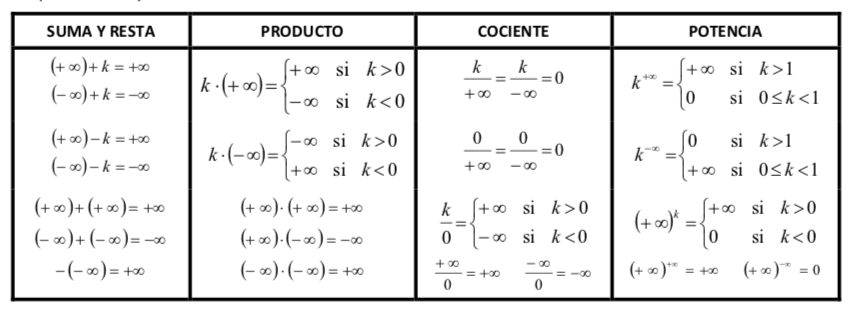 SUMA Y RESTA PRODUCTO COCIENTE POTENCIA
(+∞)+k = +∞
(−∞)+k = −∞
k·(+∞)= {+∞ si k>0
−∞ si k<0
k/+∞ = k/−∞ = 0
k^{+∞} = {+∞ si k>1
0 si 0≤k<1
(+∞)−k = +∞
(−∞)−k = −∞
k·(−∞)= {−∞ si k>0
+∞ si k<0
0/+∞ = 0/−∞ = 0
k^{−∞} = {0 si k>1
+∞ si 0≤k<1
(+∞)+(+∞)= +∞
(−∞)+(−∞)= −∞
−(−∞)= +∞
(+∞)·(+∞)= +∞
(+∞)·(−∞)= −∞
(−∞)·(−∞)= +∞
k/0 = {+∞ si k>0
−∞ si k<0
+∞/0 = +∞ −∞/0 = −∞
(+∞)^k = {+∞ si k>0
0 si k<0
(+∞)^{+∞} = +∞ (+∞)^{−∞} = 0